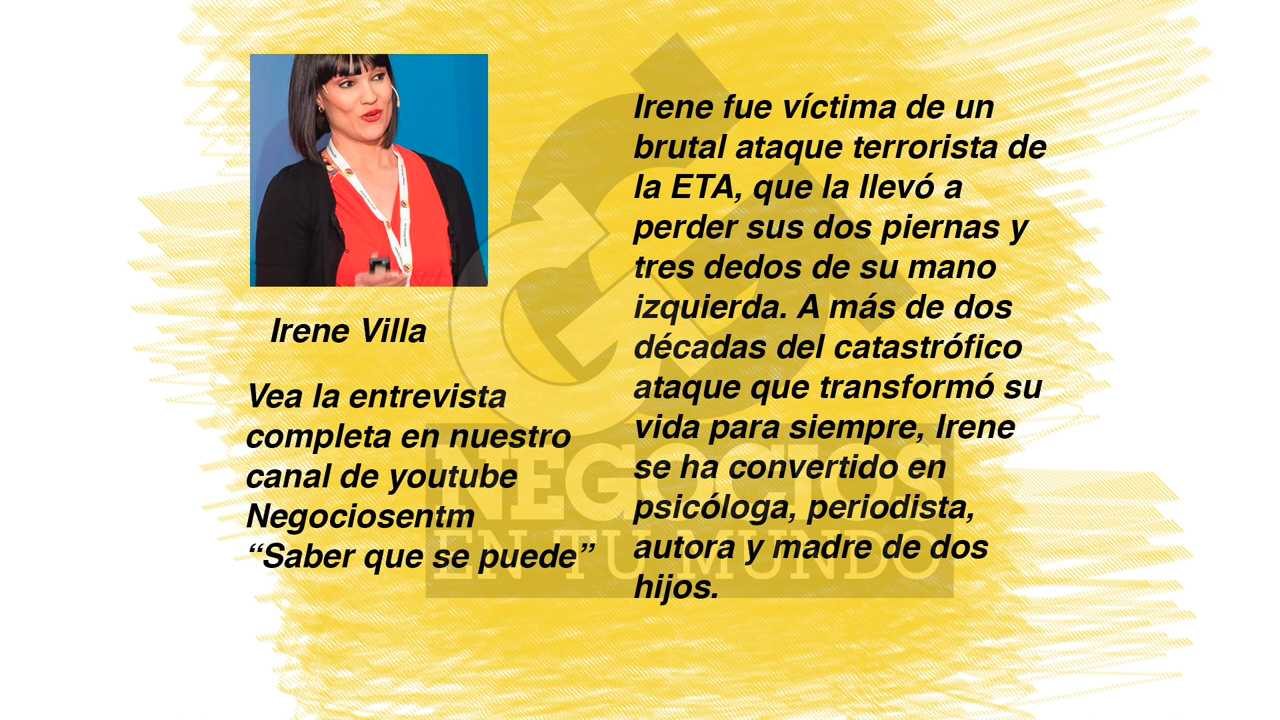 Irene Villa
Vea la entrevista
completa en nuestro
canal de youtube
Negociosentm
“Saber que se puede”
Irene fue víctima de un
brutal ataque terrorista de
la ETA, que la llevó a
perder sus dos piernas y
tres dedos de su mano
izquierda. A más de dos
décadas del catastrófico
ataque que transformó su
vida para siempre, Irene
se ha convertido en
psicóloga, periodista,
autora y madre de dos
hijos.
NEGOCIOS
EN TU MUNDO